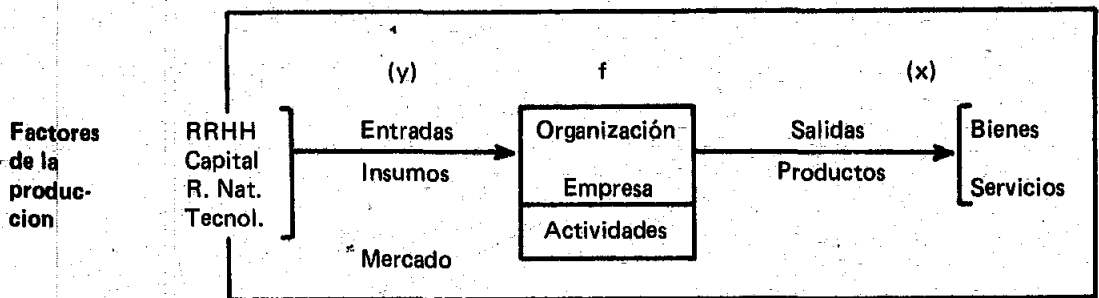 (y)
f
(x)
Factores
de la
produc-
cion
RRHH
Capital
R. Nat.
Tecnol.
Entradas
Insumos
Organización
Empresa
Actividades
Salidas
Productos
Bienes
Servicios
Mercado